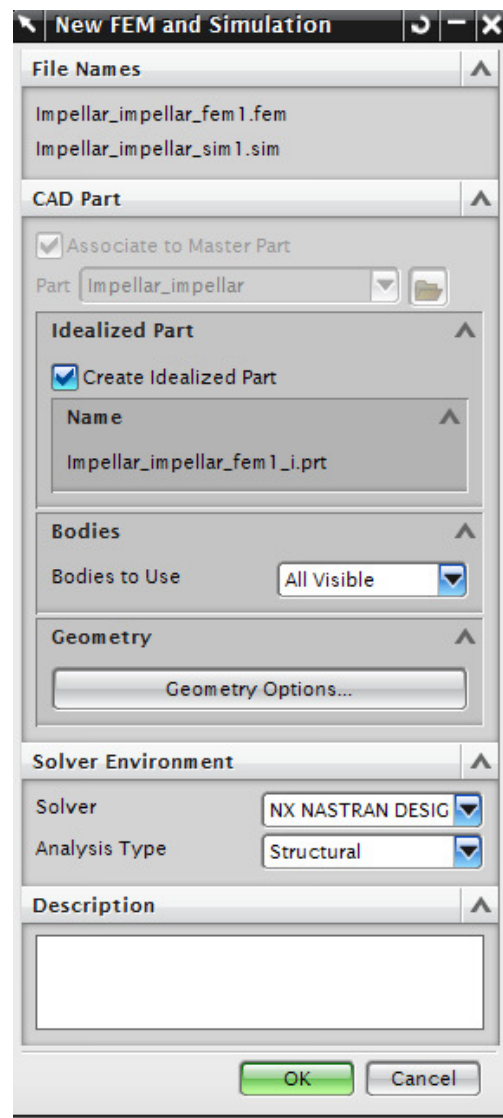 New FEM and Simulation
File Names
Impellar_impellar_fem1.fem
Impellar_impellar_sim1.sim
CAD Part
Associate to Master Part
Part Impellar_impellar
Idealized Part
Create Idealized Part
Name
Impellar_impellar_fem1_i.prt
Bodies
Bodies to Use All Visible
Geometry
Geometry Options...
Solver Environment
Solver NX NASTRAN DESIG
Analysis Type Structural
Description
OK Cancel